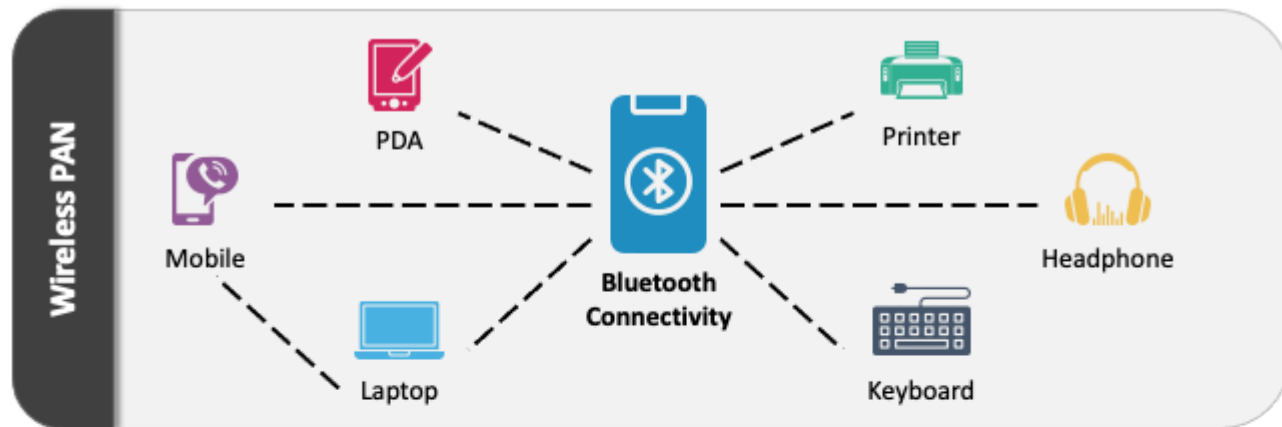 Wireless PAN
PDA
Printer
Mobile
Headphone
Bluetooth
Connectivity
Laptop
Keyboard